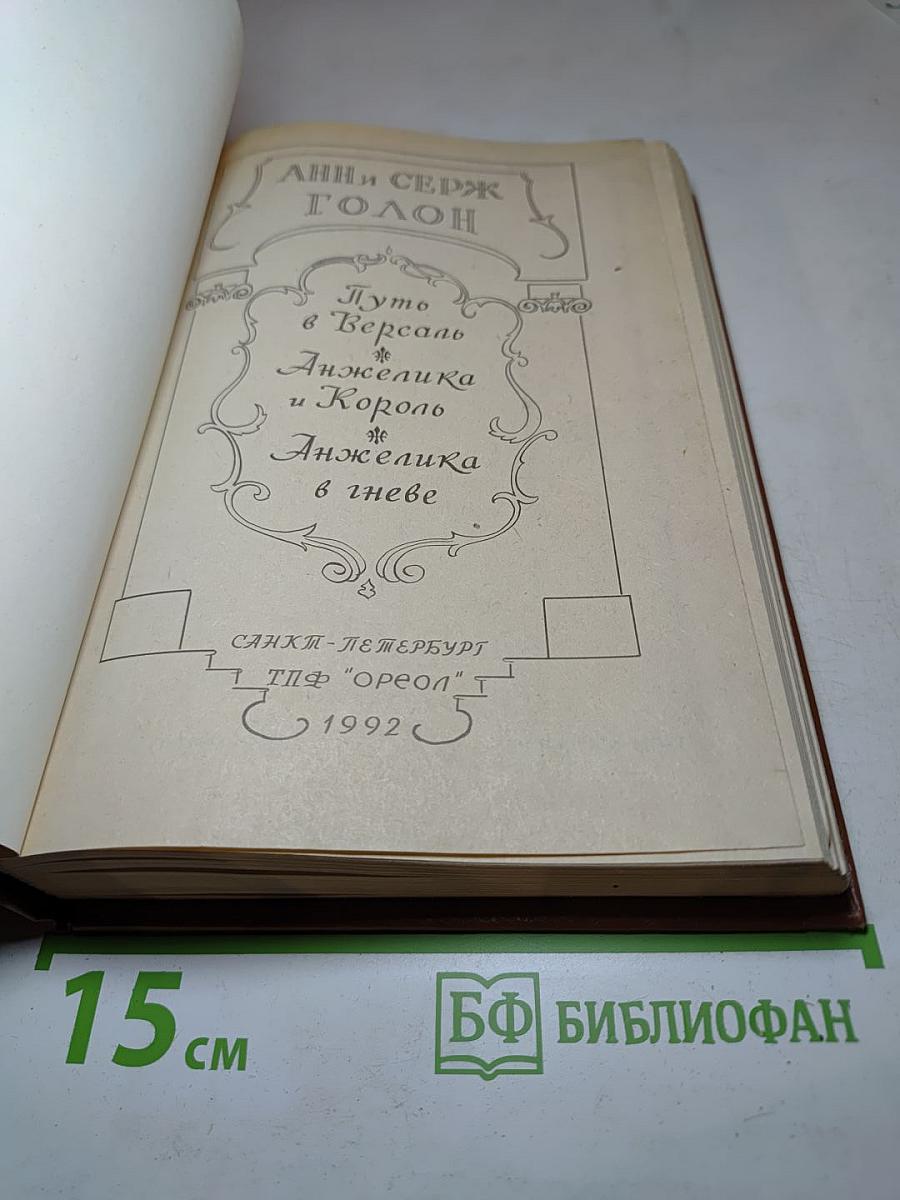 АНН и СЕРЖ
ГОЛОН
Путь
в Версаль
Анжелика
и Король
Анжелика
в гневе
САНКТ-ПЕТЕРБУРГ
ТПФ "ОРЕОЛ"
1992
15 см
БФ БИБЛИОФАН